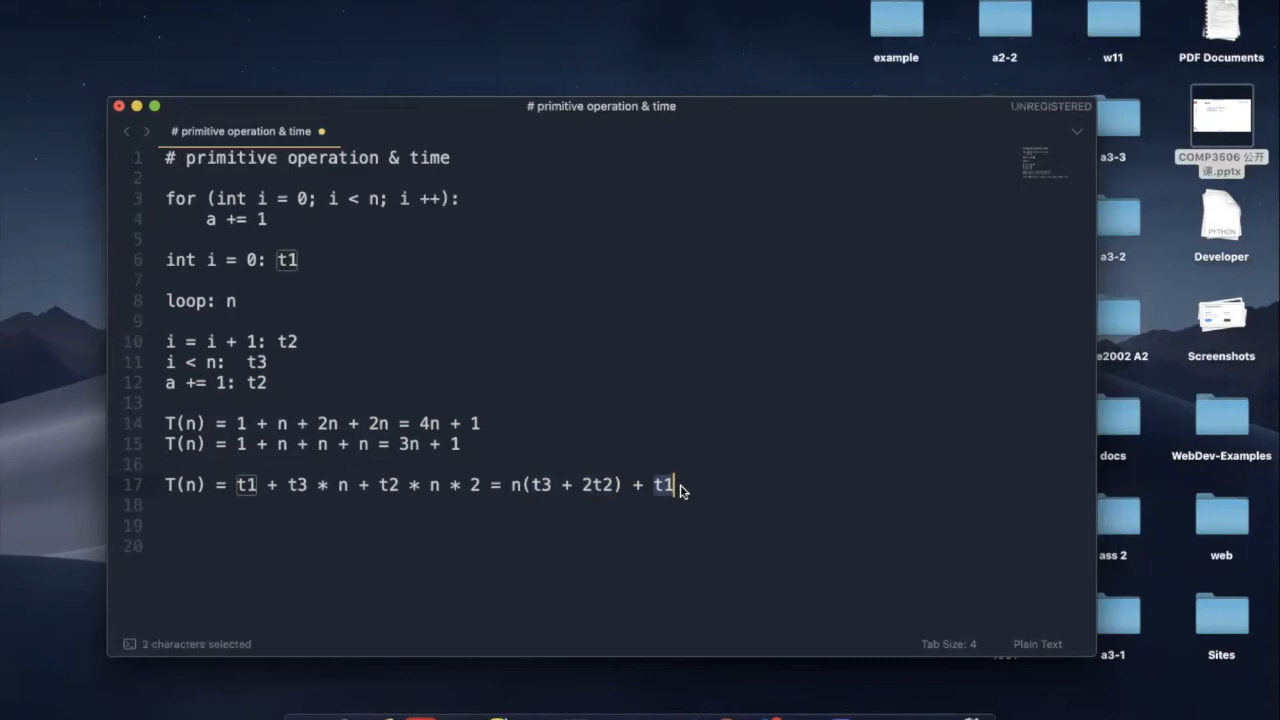 example
a2-2
w11
PDF Documents
# primitive operation & time
UNREGISTERED
# primitive operation & time
1 # primitive operation & time
2
3 for (int i = 0; i < n; i ++):
4     a += 1
5
6 int i = 0: t1
7
8 loop: n
9
10 i = i + 1: t2
11 i < n:  t3
12 a += 1: t2
13
14 T(n) = 1 + n + 2n + 2n = 4n + 1
15 T(n) = 1 + n + n + n = 3n + 1
16
17 T(n) = t1 + t3 * n + t2 * n * 2 = n(t3 + 2t2) + t1
18
19
20
2 characters selected
Tab Size: 4
Plain Text
a3-3
COMP3506 公开
课.pptx
PYTHON
a3-2
Developer
e2002 A2
Screenshots
docs
WebDev-Examples
ass 2
web
a3-1
Sites